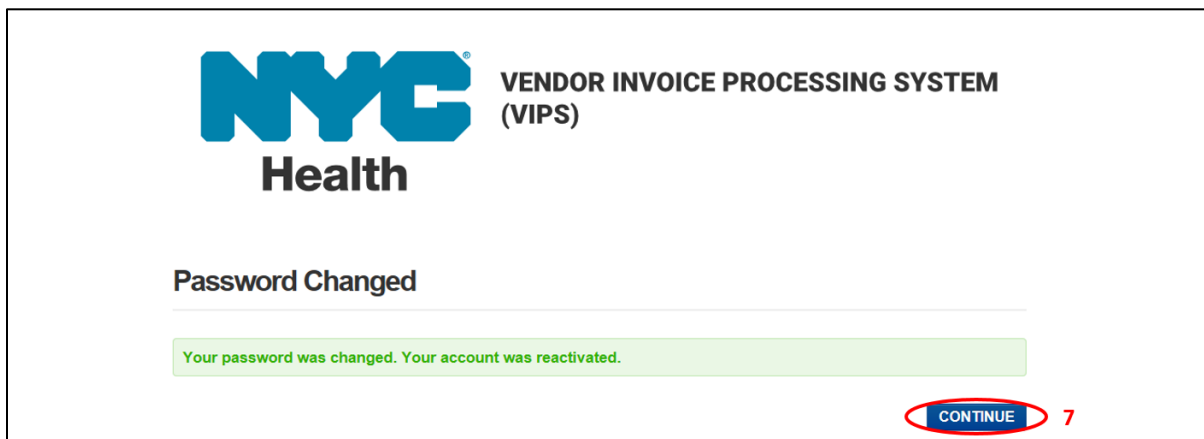 NYC®
Health
VENDOR INVOICE PROCESSING SYSTEM
(VIPS)
Password Changed
Your password was changed. Your account was reactivated.
CONTINUE 7